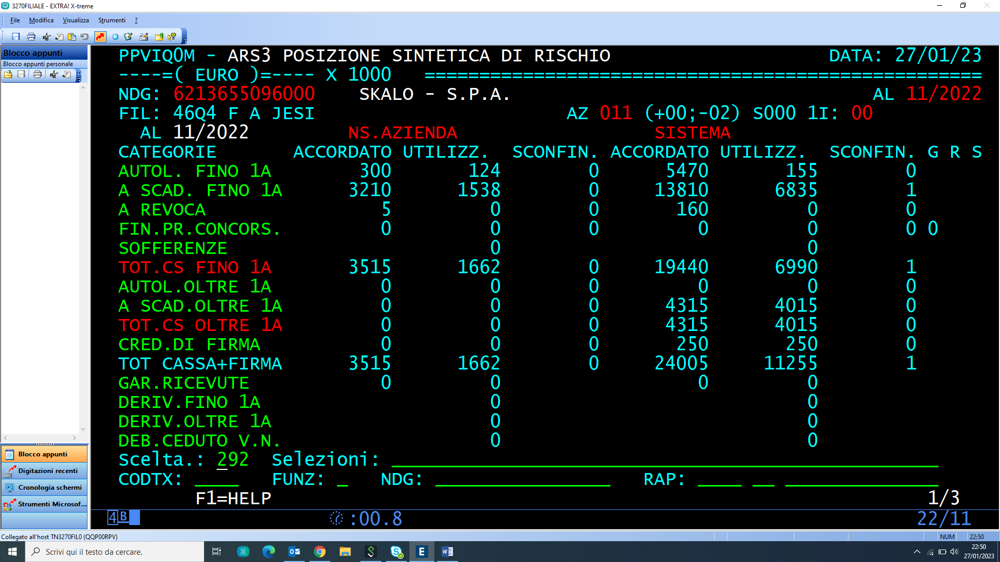 3270FILIALE - EXTRA! X-treme
File Modifica Visualizza Strumenti ?
Blocco appunti
Blocco appunti personale
PPVIQ0M - ARS3 POSIZIONE SINTETICA DI RISCHIO DATA: 27/01/23
----=( EURO )=---- X 1000 ===================================================
NDG: 6213655096000 SKALO - S.P.A. AL 11/2022
FIL: 46Q4 F A JESI AZ 011 (+00;-02) S000 1I: 00
AL 11/2022 NS.AZIENDA SISTEMA
CATEGORIE ACCORDATO UTILIZZ. SCONFIN. ACCORDATO UTILIZZ. SCONFIN. G R S
AUTOL. FINO 1A 300 124 0 5470 155 0
A SCAD. FINO 1A 3210 1538 0 13810 6835 1
A REVOCA 5 0 0 160 0 0
FIN.PR.CONCORS. 0 0 0 0 0 0 0
SOFFERENZE 0 0
TOT.CS FINO 1A 3515 1662 0 19440 6990 1
AUTOL.OLTRE 1A 0 0 0 0 0 0
A SCAD.OLTRE 1A 0 0 0 4315 4015 0
TOT.CS OLTRE 1A 0 0 0 4315 4015 0
CRED.DI FIRMA 0 0 0 250 250 0
TOT CASSA+FIRMA 3515 1662 0 24005 11255 1
GAR.RICEVUTE 0 0 0 0
DERIV.FINO 1A 0 0
DERIV.OLTRE 1A 0 0
DEB.CEDUTO V.N. 0 0
Scelta.: 292 Selezioni:
CODTX: FUNZ: NDG: RAP:
F1=HELP 1/3
4B :00.8 22/11
Blocco appunti
Digitazioni recenti
Cronologia schermi
Strumenti Microsof...
Collegato all'host TN3270FIL0 (QQP00RPV) NUM 22:50
Scrivi qui il testo da cercare.
22:50
27/01/2023